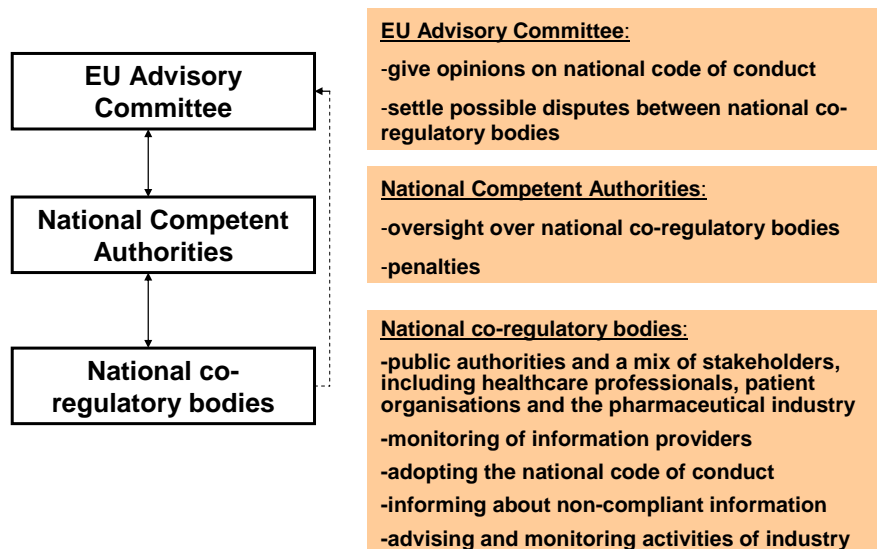 EU Advisory
Committee
National Competent
Authorities
National co-
regulatory bodies
EU Advisory Committee:
-give opinions on national code of conduct
-settle possible disputes between national co-
regulatory bodies
National Competent Authorities:
-oversight over national co-regulatory bodies
-penalties
National co-regulatory bodies:
-public authorities and a mix of stakeholders,
including healthcare professionals, patient
organisations and the pharmaceutical industry
-monitoring of information providers
-adopting the national code of conduct
-informing about non-compliant information
-advising and monitoring activities of industry